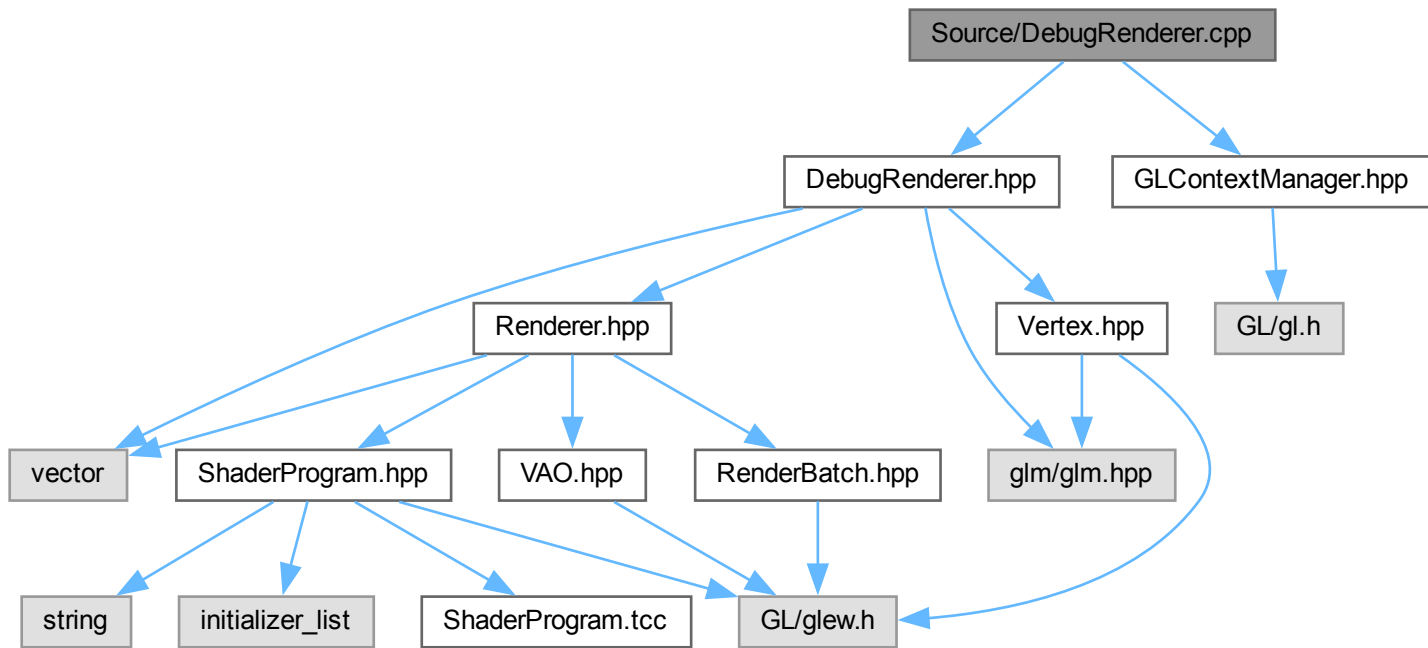 Source/DebugRenderer.cpp
DebugRenderer.hpp
GLContextManager.hpp
Renderer.hpp
Vertex.hpp
GL/gl.h
vector
ShaderProgram.hpp
VAO.hpp
RenderBatch.hpp
glm/glm.hpp
string
initializer_list
ShaderProgram.tcc
GL/glew.h